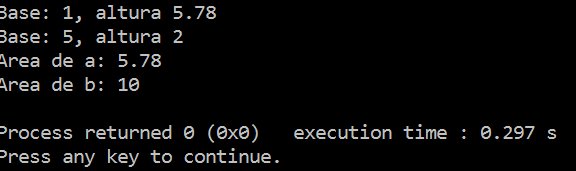 Base: 1, altura 5.78
Base: 5, altura 2
Area de a: 5.78
Area de b: 10
Process returned 0 (0x0)   execution time : 0.297 s
Press any key to continue.